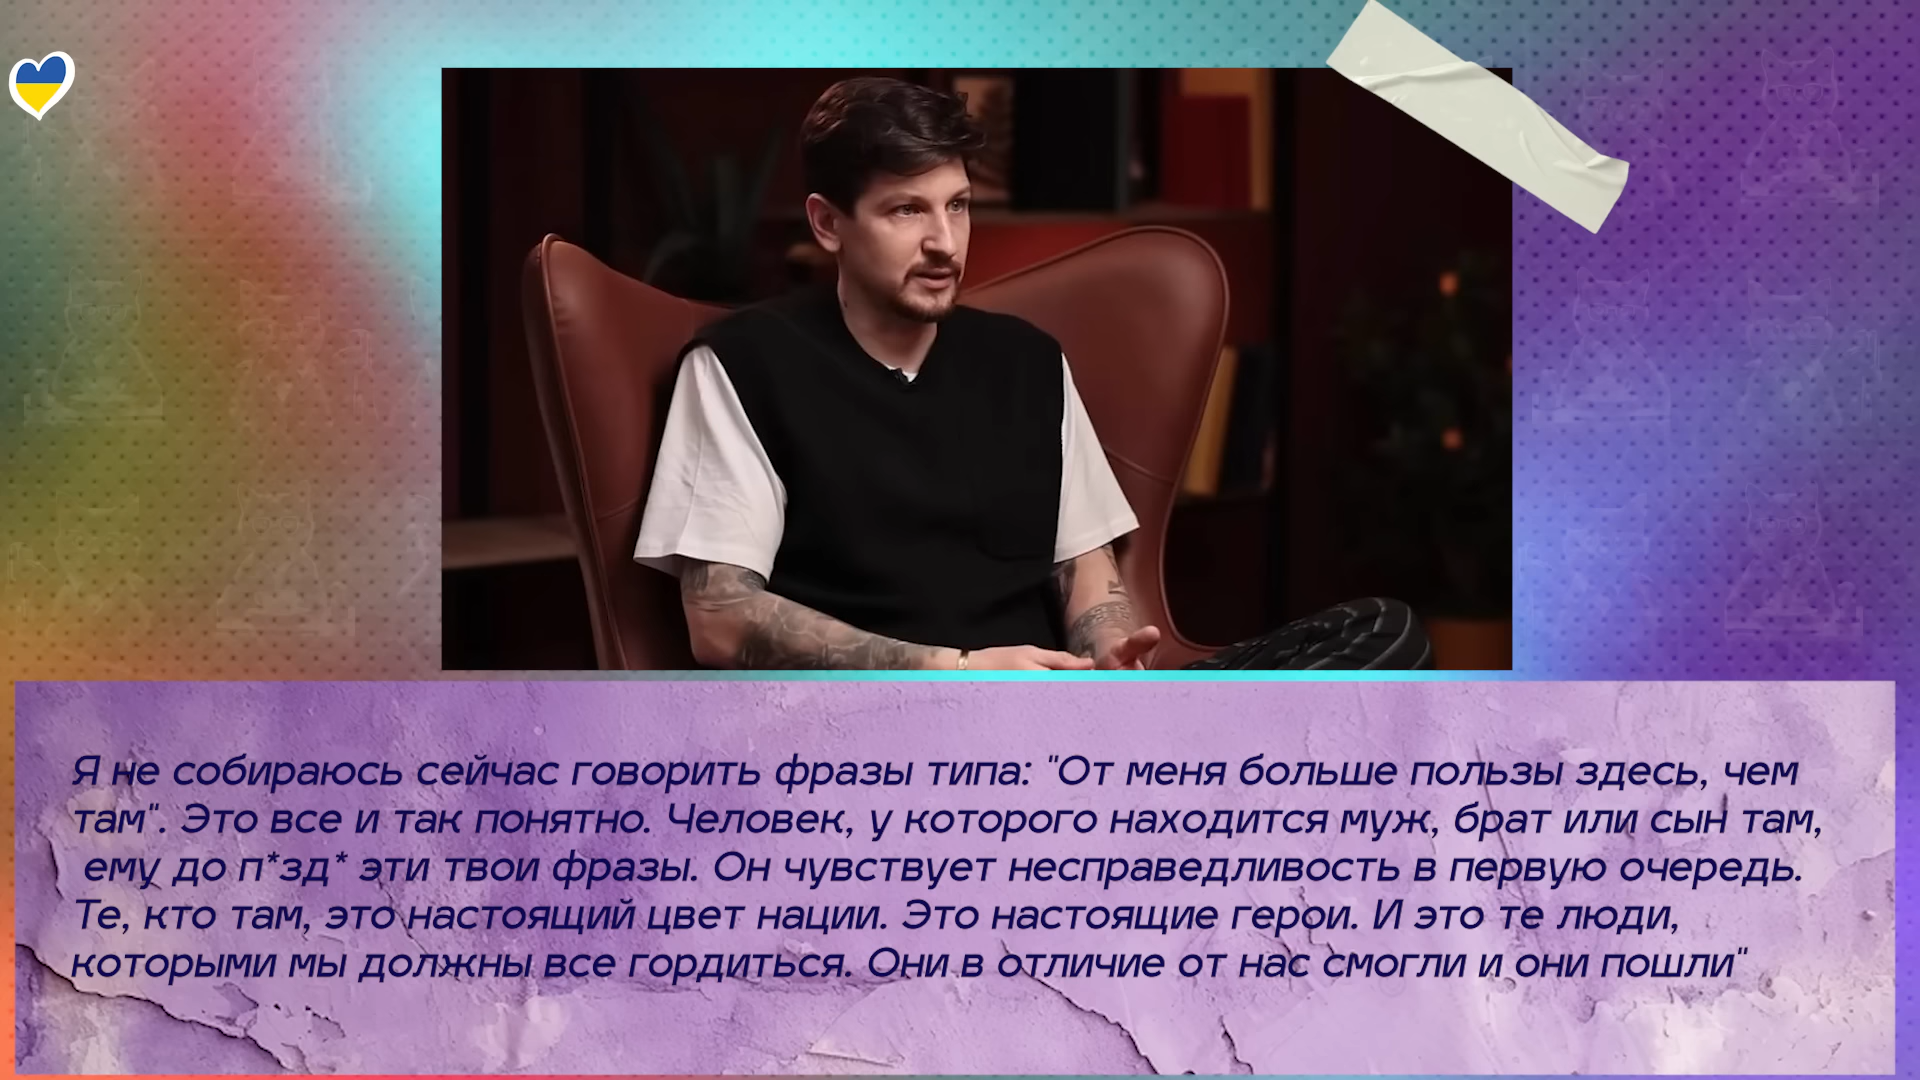 Я не собираюсь сейчас говорить фразы типа: "От меня больше пользы здесь, чем
там". Это все и так понятно. Человек, у которого находится муж, брат или сын там,
ему до п*зд* эти твои фразы. Он чувствует несправедливость в первую очередь.
Те, кто там, это настоящий цвет нации. Это настоящие герои. И это те люди,
которыми мы должны все гордиться. Они в отличие от нас смогли и они пошли"